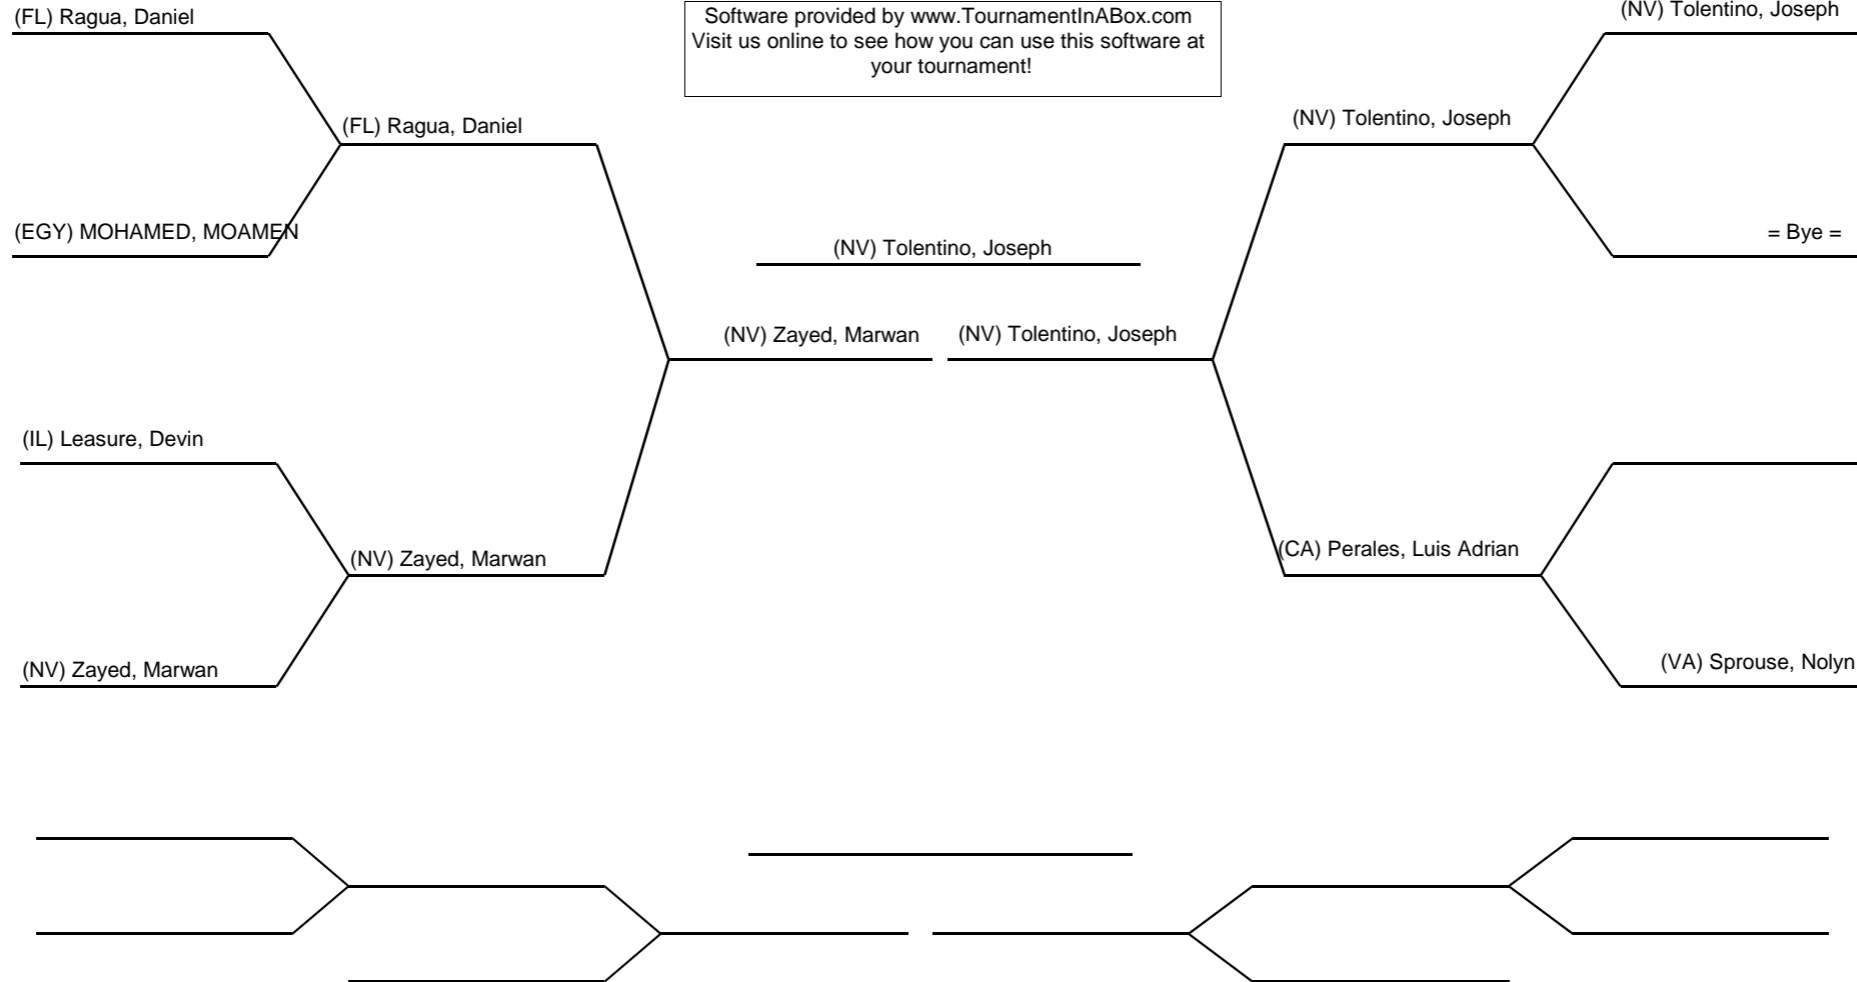 (FL) Ragua, Daniel
Software provided by www.TournamentInABox.com
Visit us online to see how you can use this software at
your tournament!
(NV) Tolentino, Joseph
(FL) Ragua, Daniel
(NV) Tolentino, Joseph
(EGY) MOHAMED, MOAMEN
(NV) Tolentino, Joseph
= Bye =
(NV) Zayed, Marwan
(NV) Tolentino, Joseph
(IL) Leasure, Devin
(NV) Zayed, Marwan
(CA) Perales, Luis Adrian
(NV) Zayed, Marwan
(VA) Sprouse, Nolyn